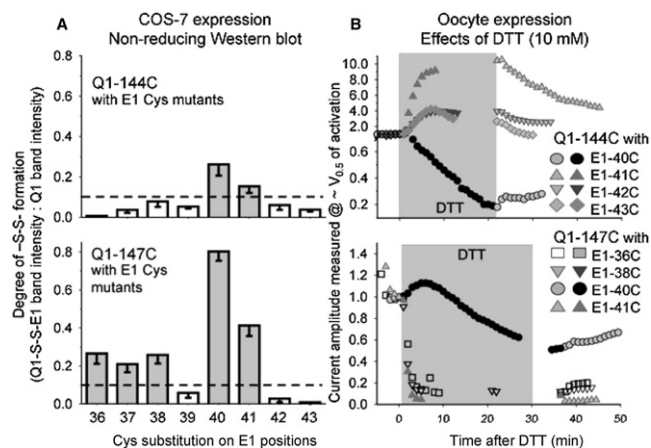 A
COS-7 expression
Non-reducing Western blot
Degree of –S-S- formation
(Q1-S-S-E1 band intensity : Q1 band intensity)
0.8
0.6
0.4
0.2
0.0
Q1-144C
with E1 Cys mutants
0.8
0.6
0.4
0.2
0.0
Q1-147C
with E1 Cys
mutants
36 37 38 39 40 41 42 43
Cys substitution on E1 positions
B
Oocyte expression
Effects of DTT (10 mM)
Current amplitude measured @ ~ V0.5 of activation
10.0
8.0
6.0
4.0
2.0
0.6
0.4
0.2
DTT
Q1-144C with
E1-40C
E1-41C
E1-42C
E1-43C
Q1-147C with
E1-36C
E1-38C
E1-40C
E1-41C
DTT
1.4
1.2
1.0
0.8
0.6
0.4
0.2
0.0
0 10 20 30 40 50
Time after DTT (min)